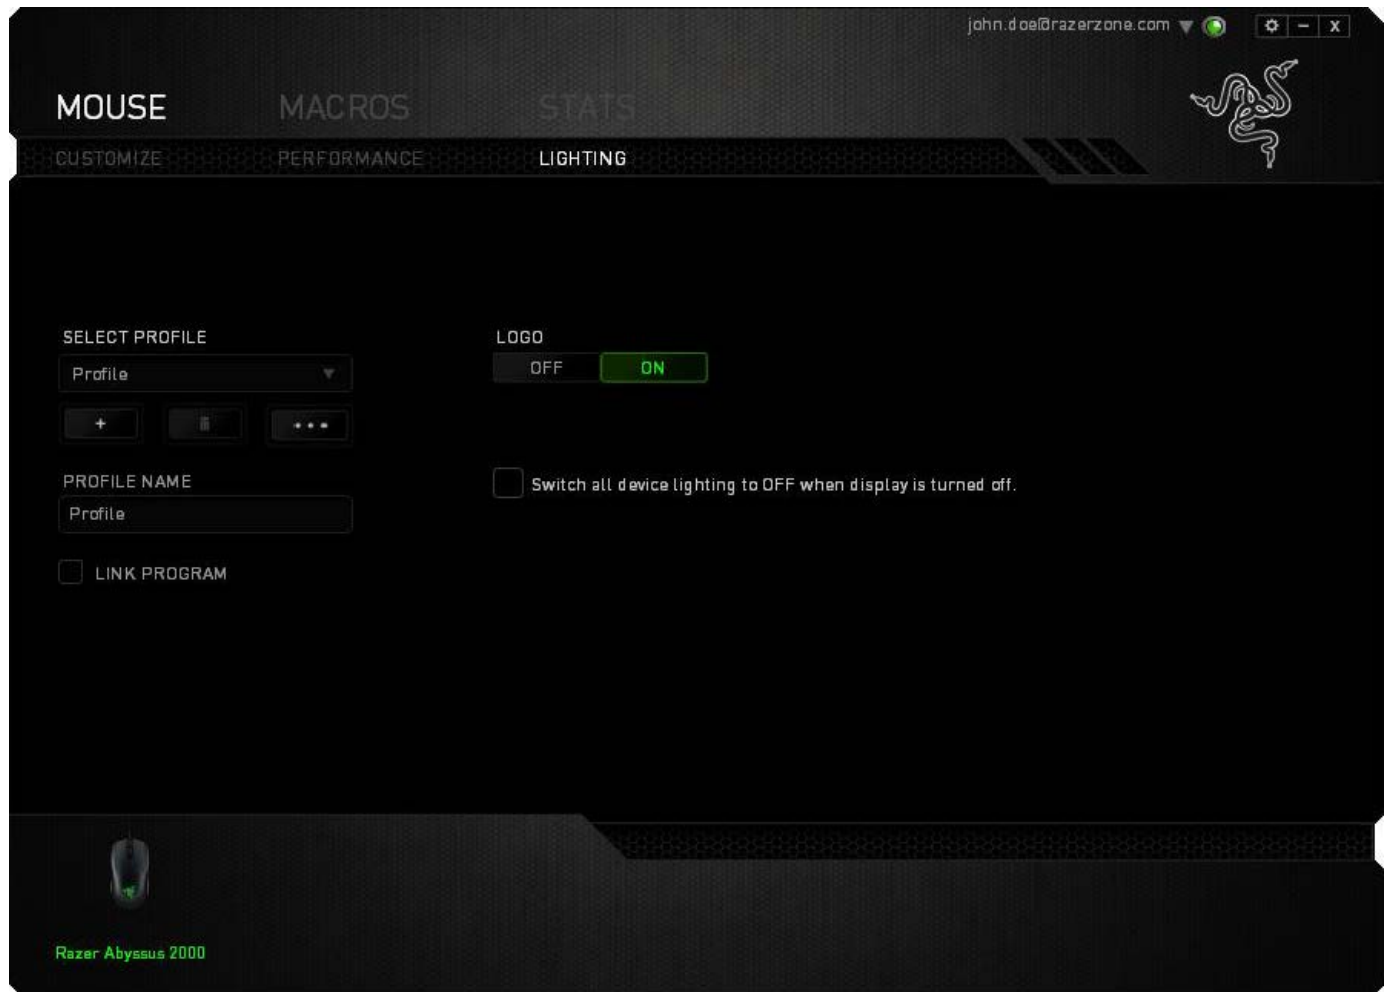 john.doe@razerzone.com
MOUSE MACROS STATS
CUSTOMIZE PERFORMANCE LIGHTING
SELECT PROFILE
Profile
PROFILE NAME
Profile
LINK PROGRAM
LOGO
OFF ON
Switch all device lighting to OFF when display is turned off.
Razer Abyssus 2000